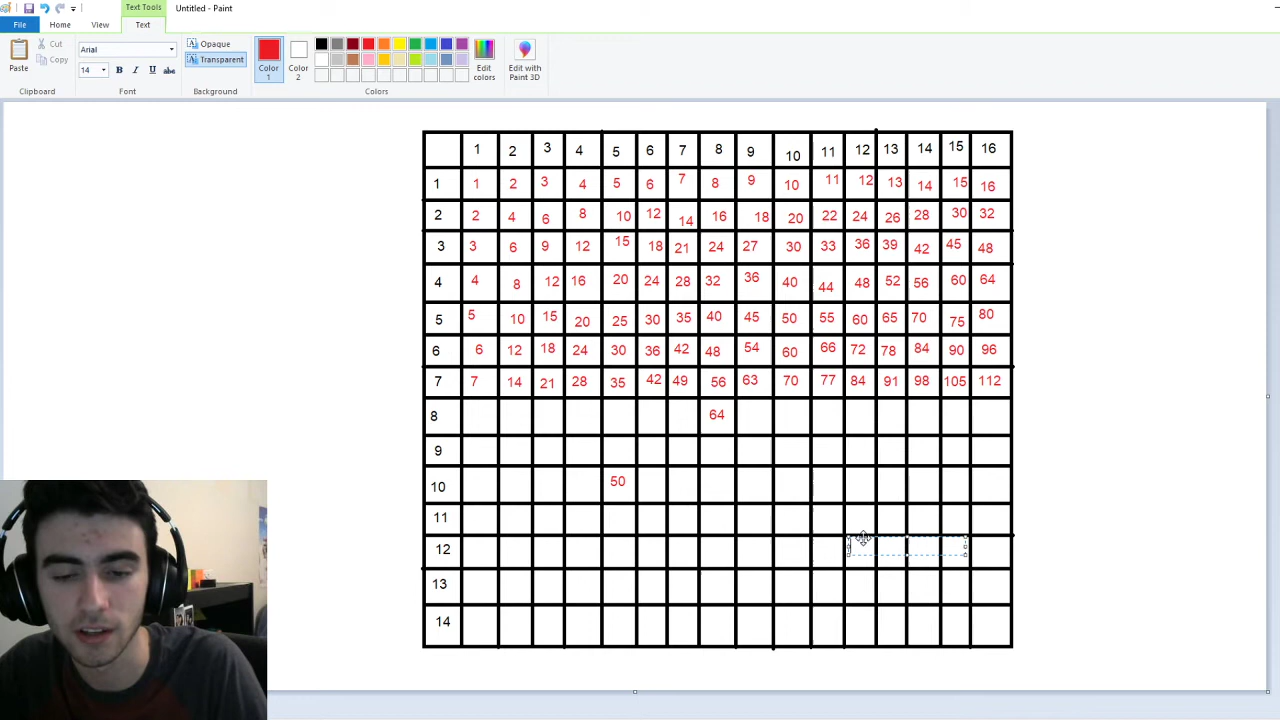 Text Tools
Untitled - Paint
File Home View Text
Paste
Cut
Copy
Clipboard
Arial
14 B I U abc
Font
Opaque
Transparent
Background
Color 1
Color 2
Colors
Edit colors
Edit with Paint 3D
1 2 3 4 5 6 7 8 9 10 11 12 13 14 15 16
1 1 2 3 4 5 6 7 8 9 10 11 12 13 14 15 16
2 2 4 6 8 10 12 14 16 18 20 22 24 26 28 30 32
3 3 6 9 12 15 18 21 24 27 30 33 36 39 42 45 48
4 4 8 12 16 20 24 28 32 36 40 44 48 52 56 60 64
5 5 10 15 20 25 30 35 40 45 50 55 60 65 70 75 80
6 6 12 18 24 30 36 42 48 54 60 66 72 78 84 90 96
7 7 14 21 28 35 42 49 56 63 70 77 84 91 98 105 112
8 64
9
10 50
11
12
13
14